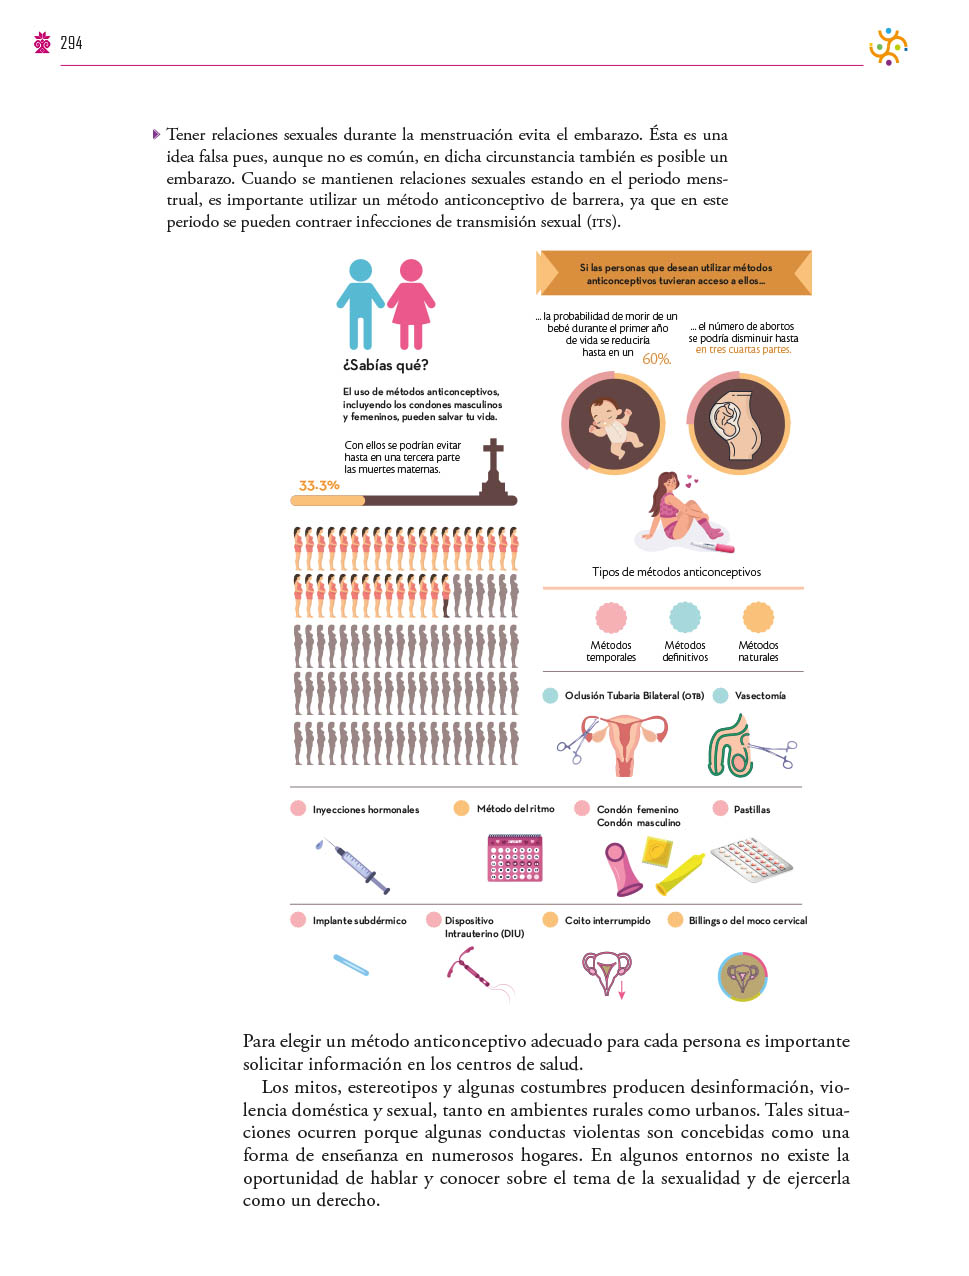 294
Tener relaciones sexuales durante la menstruación evita el embarazo. Ésta es una
idea falsa pues, aunque no es común, en dicha circunstancia también es posible un
embarazo. Cuando se mantienen relaciones sexuales estando en el periodo mens-
trual, es importante utilizar un método anticonceptivo de barrera, ya que en este
periodo se pueden contraer infecciones de transmisión sexual (ITS).
¿Sabías qué?
El uso de métodos anticonceptivos,
incluyendo los condones masculinos
y femeninos, pueden salvar tu vida.
Con ellos se podrían evitar
hasta en una tercera parte
las muertes maternas.
33.3%
Si las personas que desean utilizar métodos
anticonceptivos tuvieran acceso a ellos...
... la probabilidad de morir de un
bebé durante el primer año
de vida se reduciría
hasta en un 60%.
... el número de abortos
se podría disminuir hasta
en tres cuartas partes.
Tipos de métodos anticonceptivos
Métodos
temporales
Métodos
definitivos
Métodos
naturales
Oclusión Tubaria Bilateral (OTB)
Vasectomía
Inyecciones hormonales
Método del ritmo
Condón femenino
Condón masculino
Pastillas
Implante subdérmico
Dispositivo
Intrauterino (DIU)
Coito interrumpido
Billings o del moco cervical
Para elegir un método anticonceptivo adecuado para cada persona es importante
solicitar información en los centros de salud.
Los mitos, estereotipos y algunas costumbres producen desinformación, vio-
lencia doméstica y sexual, tanto en ambientes rurales como urbanos. Tales situa-
ciones ocurren porque algunas conductas violentas son concebidas como una
forma de enseñanza en numerosos hogares. En algunos entornos no existe la
oportunidad de hablar y conocer sobre el tema de la sexualidad y de ejercerla
como un derecho.